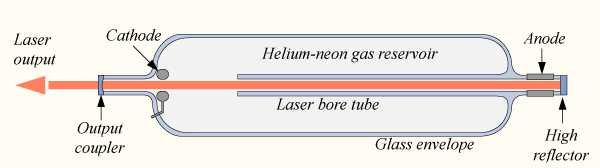 Laser
output
Cathode
Helium-neon gas reservoir
Anode
Laser bore tube
Output
coupler
Glass envelope
High
reflector